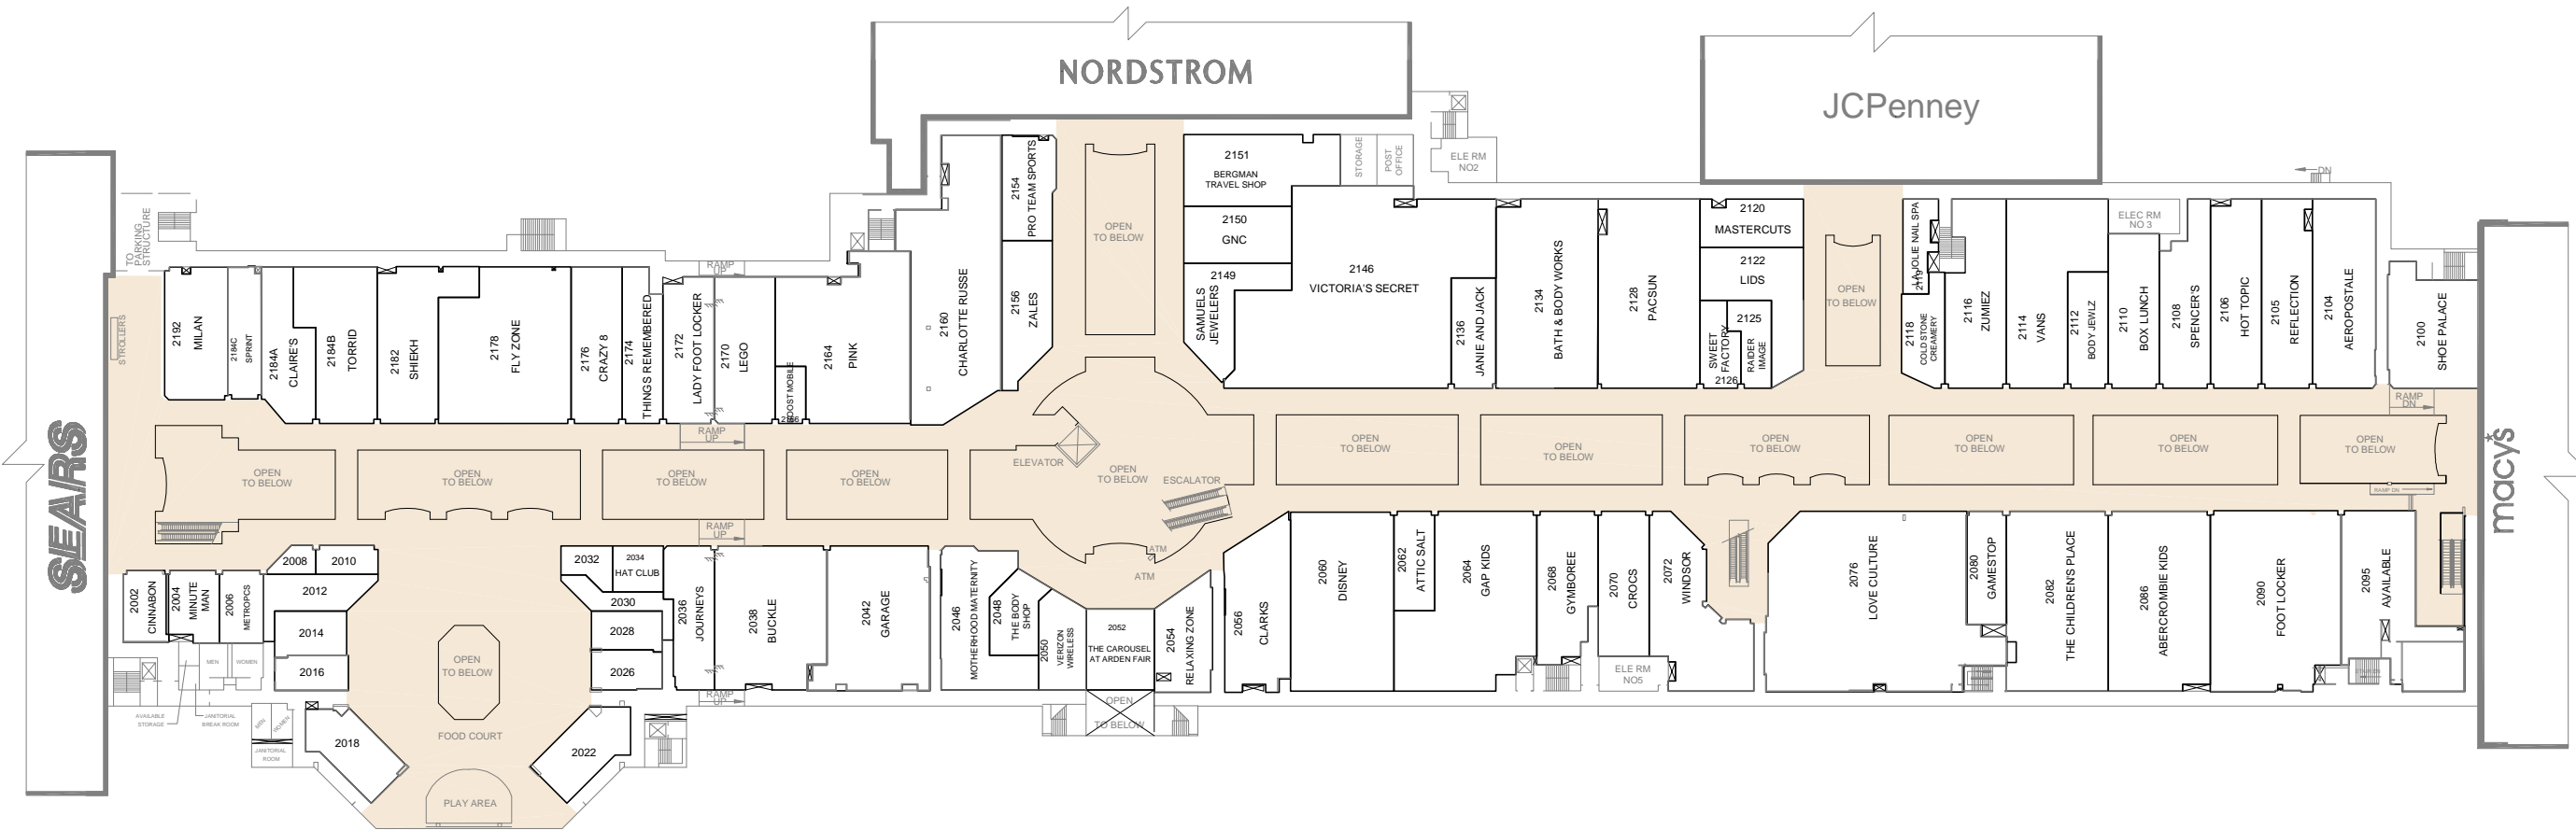 NORDSTROM
JCPenney
SEARS
macy's
TO
PARKING
STRUCTURE
STROLLERS
2192
MILAN
2184C
SPRINT
2184A
CLAIRE'S
2184B
TORRID
2182
SHIEKH
2178
FLY ZONE
2176
CRAZY 8
2174
THINGS REMEMBERED
2172
LADY FOOT LOCKER
RAMP
UP
2170
LEGO
BOOST MOBILE
2166
2164
PINK
2160
CHARLOTTE RUSSE
2154
PRO TEAM SPORTS
2156
ZALES
OPEN
TO BELOW
2151
BERGMAN
TRAVEL SHOP
2150
GNC
2149
SAMUELS
JEWELERS
STORAGE
POST
OFFICE
ELE RM
NO2
2146
VICTORIA'S SECRET
2136
JANIE AND JACK
2134
BATH & BODY WORKS
2128
PACSUN
2120
MASTERCUTS
2122
LIDS
SWEET
FACTORY
2126
2125
RAIDER
IMAGE
OPEN
TO BELOW
LA JOLIE NAIL SPA
2119
2118
COLD STONE
CREAMERY
2116
ZUMIEZ
2114
VANS
2112
BODY JEWLZ
ELEC RM
NO 3
2110
BOX LUNCH
2108
SPENCER'S
2106
HOT TOPIC
2105
REFLECTION
2104
AEROPOSTALE
DN
2100
SHOE PALACE
RAMP
DN
RAMP
UP
OPEN
TO BELOW
OPEN
TO BELOW
OPEN
TO BELOW
OPEN
TO BELOW
ELEVATOR
OPEN
TO BELOW
ESCALATOR
OPEN
TO BELOW
OPEN
TO BELOW
OPEN
TO BELOW
OPEN
TO BELOW
OPEN
TO BELOW
OPEN
TO BELOW
RAMP DN
RAMP
UP
ATM
ATM
2002
CINNABON
2004
MINUTE
MAN
2006
METROPCS
2008
2010
2012
2014
2016
2018
MEN
WOMEN
AVAILABLE
STORAGE
JANITORIAL
BREAK ROOM
MEN
WOMEN
JANITORIAL
ROOM
OPEN
TO BELOW
FOOD COURT
PLAY AREA
2032
2034
HAT CLUB
2030
2028
2026
2022
2036
JOURNEYS
RAMP
UP
2038
BUCKLE
2042
GARAGE
2046
MOTHERHOOD MATERNITY
2048
THE BODY
SHOP
2050
VERIZON
WIRELESS
2052
THE CAROUSEL
AT ARDEN FAIR
OPEN
TO BELOW
2054
RELAXING ZONE
2056
CLARKS
2060
DISNEY
2062
ATTIC SALT
2064
GAP KIDS
2068
GYMBOREE
2070
CROCS
ELE RM
NO5
2072
WINDSOR
2076
LOVE CULTURE
2080
GAMESTOP
2082
THE CHILDREN'S PLACE
2086
ABERCROMBIE KIDS
2090
FOOT LOCKER
2095
AVAILABLE